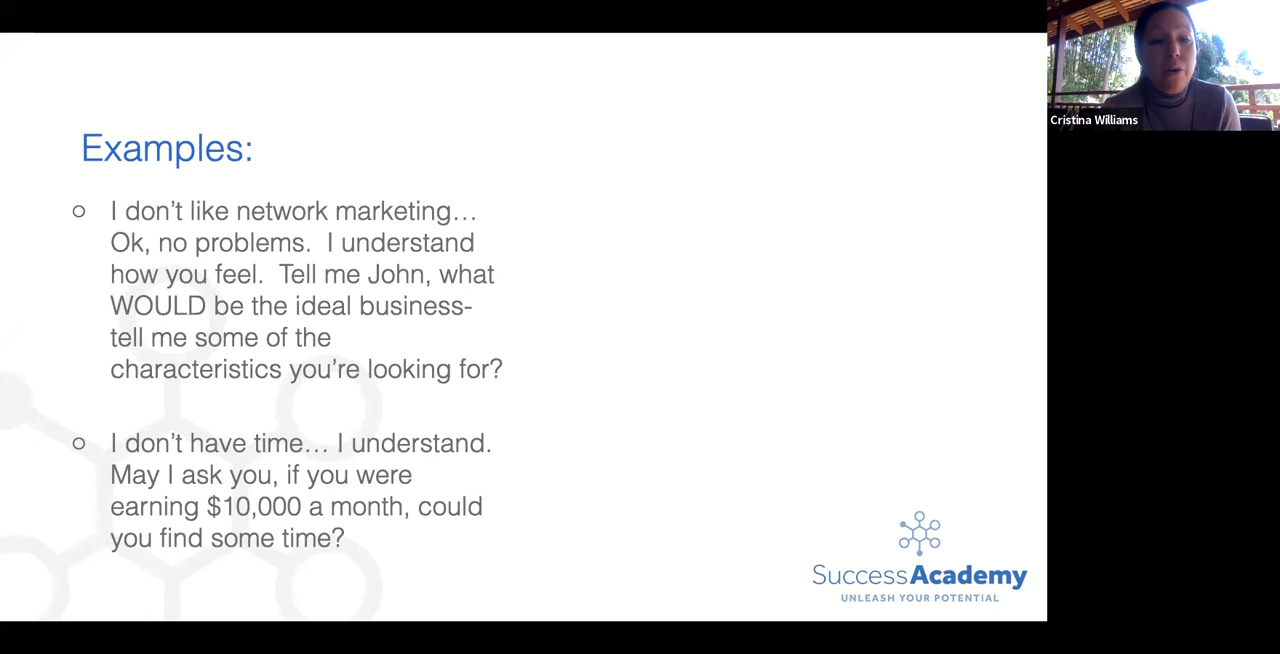 Examples:
I don’t like network marketing…
Ok, no problems.  I understand
how you feel.  Tell me John, what
WOULD be the ideal business-
tell me some of the
characteristics you’re looking for?
I don’t have time… I understand.
May I ask you, if you were
earning $10,000 a month, could
you find some time?
SuccessAcademy
UNLEASH YOUR POTENTIAL
Cristina Williams